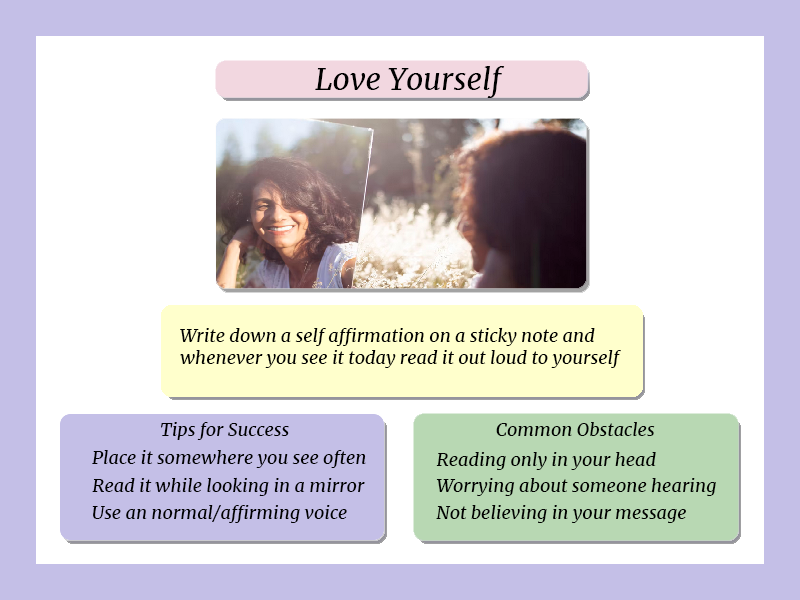 Love Yourself
Write down a self affirmation on a sticky note and
whenever you see it today read it out loud to yourself
Tips for Success
Place it somewhere you see often
Read it while looking in a mirror
Use an normal/affirming voice
Common Obstacles
Reading only in your head
Worrying about someone hearing
Not believing in your message